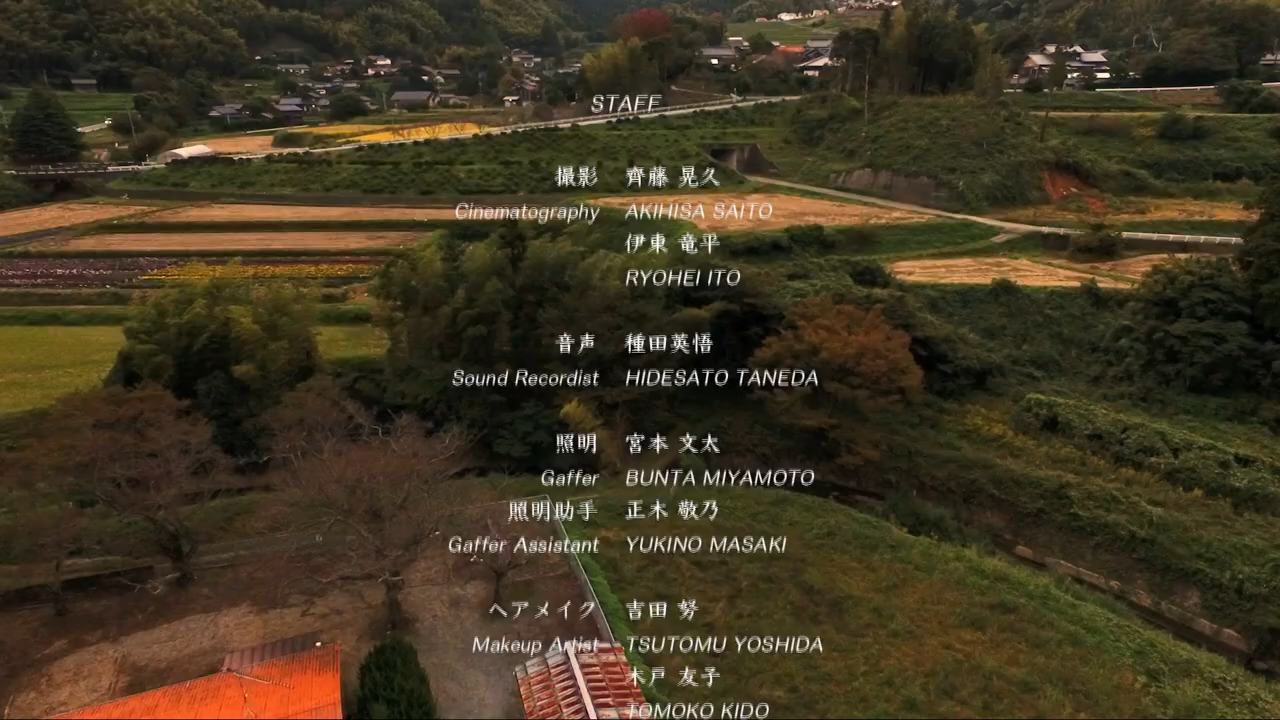 STAFF
撮影 齊藤 晃久
Cinematography AKIHISA SAITO
伊東 竜平
RYOHEI ITO
音声 種田英悟
Sound Recordist HIDESATO TANEDA
照明 宮本 文太
Gaffer BUNTA MIYAMOTO
照明助手 正木 敬乃
Gaffer Assistant YUKINO MASAKI
ヘアメイク 吉田 努
Makeup Artist TSUTOMU YOSHIDA
木戸 友子
TOMOKO KIDO